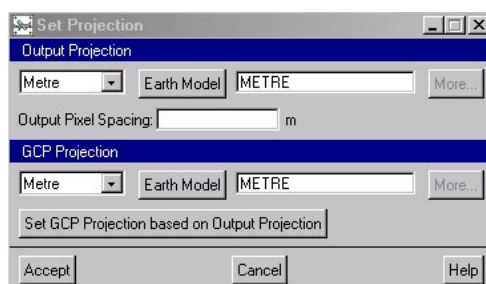 Set Projection
Output Projection
Metre Earth Model METRE More...
Output Pixel Spacing: m
GCP Projection
Metre Earth Model METRE More...
Set GCP Projection based on Output Projection
Accept Cancel Help